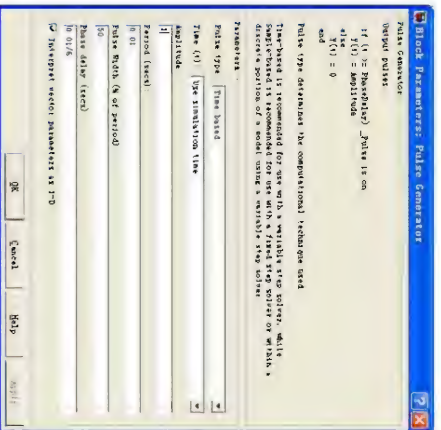 Block Parameters: Pulse Generator
Pulse Generator
Output pulses
if (t >= PhaseDelay) Pulse is on
Y(t) = Amplitude
else
Y(t) = 0
end
Pulse type determines the computational technique used
Time-based is recommended for use with a variable step solver, while
Sample-based is recommended for use with a fixed step solver or within a
discrete portion of a model using a variable step solver
Parameters
Pulse type Time based
Time (t) Use simulation time
Amplitude
1
Period (secs)
0.01
Pulse Width (% of period)
50
Phase delay (secs)
0.01/6
Interpret vector parameters as 1-D
OK Cancel Help Apply